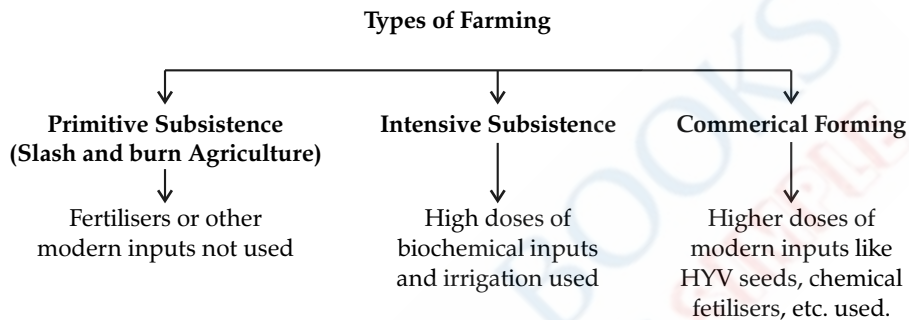 Types of Farming
Primitive Subsistence
(Slash and burn Agriculture)
Fertilisers or other
modern inputs not used
Intensive Subsistence
High doses of
biochemical inputs
and irrigation used
Commerical Forming
Higher doses of
modern inputs like
HYV seeds, chemical
fetilisers, etc. used.
BOOKS
SAMPLE